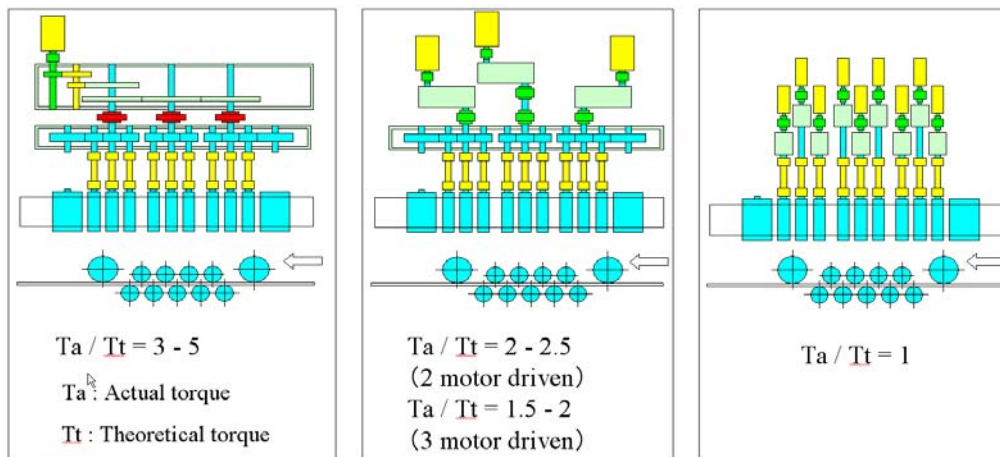 Ta / Tt = 3 - 5
Ta : Actual torque
Tt : Theoretical torque
Ta / Tt = 2 - 2.5
(2 motor driven)
Ta / Tt = 1.5 - 2
(3 motor driven)
Ta / Tt = 1